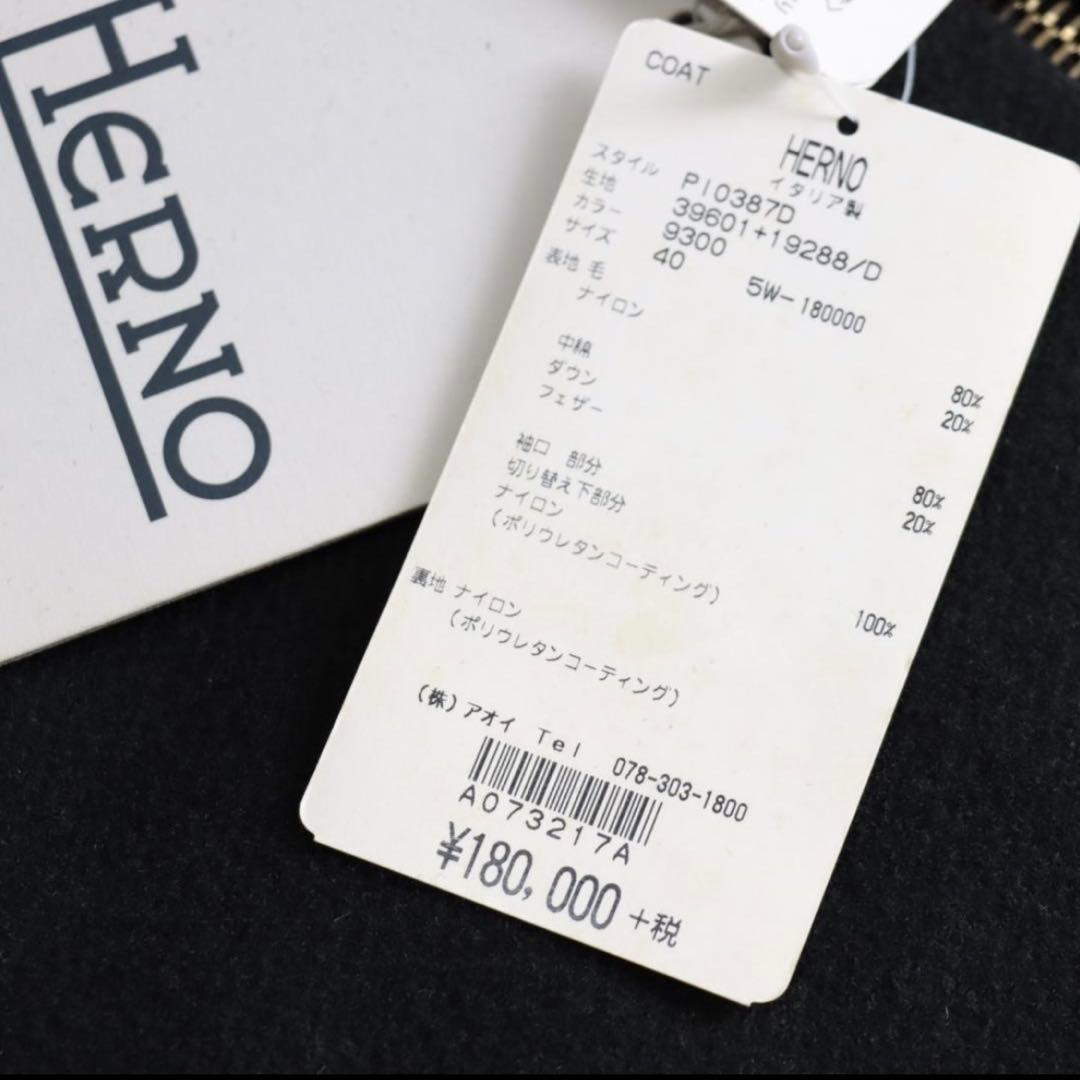 HERNO
COAT
HERNO
イタリア製
スタイル PI0387D
生地 39601+19288/D
カラー 9300
サイズ 40 5W-180000
表地 毛 80%
ナイロン 20%
中綿
ダウン 80%
フェザー 20%
袖口 部分
切り替え下部分
ナイロン
(ポリウレタンコーティング) 100%
裏地 ナイロン
(ポリウレタンコーティング)
(株)アオイ Tel 078-303-1800
A073217A
¥180,000+税